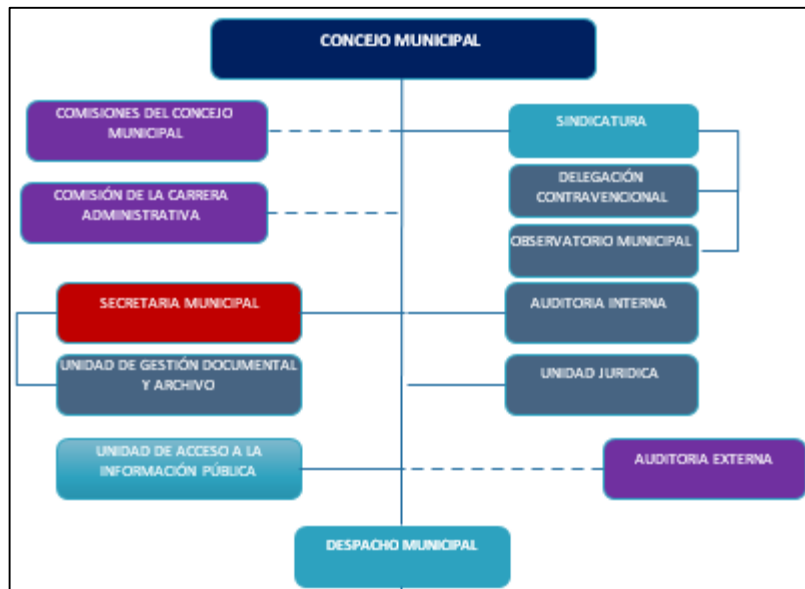 CONCEJO MUNICIPAL
COMISIONES DEL CONCEJO
MUNICIPAL
SINDICATURA
DELEGACIÓN
CONTRAVENCIONAL
COMISIÓN DE LA CARRERA
ADMINISTRATIVA
OBSERVATORIO MUNICIPAL
SECRETARIA MUNICIPAL
AUDITORIA INTERNA
UNIDAD DE GESTIÓN DOCUMENTAL
Y ARCHIVO
UNIDAD JURIDICA
UNIDAD DE ACCESO A LA
INFORMACIÓN PÚBLICA
AUDITORIA EXTERNA
DESPACHO MUNICIPAL